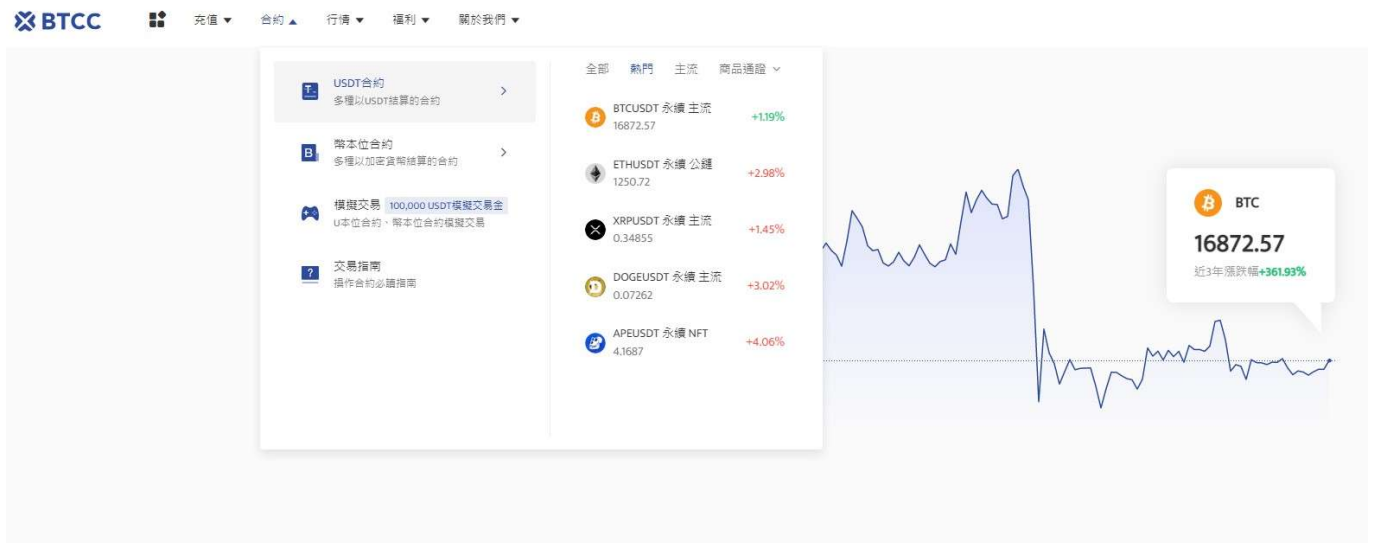 BTCC
充值 合約 行情 福利 關於我們
USDT合約
多種以USDT結算的合約
幣本位合約
多種以加密貨幣結算的合約
模擬交易 100,000 USDT模擬交易金
U本位合約、幣本位合約模擬交易
交易指南
操作合約必讀指南
全部 熱門 主流 商品通證
BTCUSDT 永續 主流
16872.57
+1.19%
ETHUSDT 永續 公鏈
1250.72
+2.98%
XRPUSDT 永續 主流
0.34855
+1.45%
DOGEUSDT 永續 主流
0.07262
+3.02%
APEUSDT 永續 NFT
4.1687
+4.06%
BTC
16872.57
近3年漲跌幅+361.93%